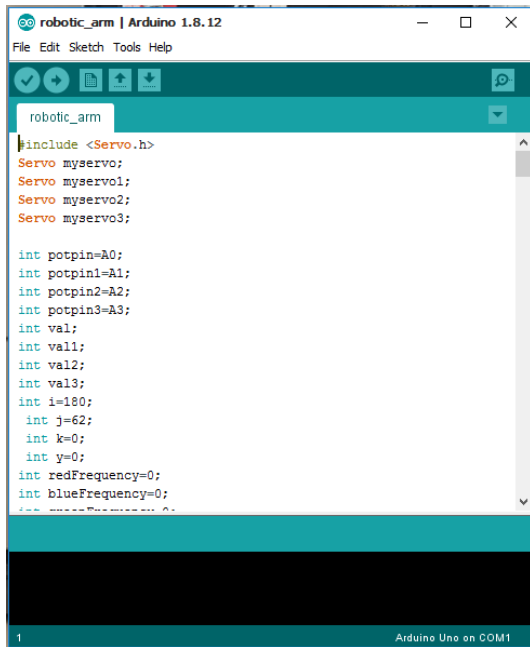 robotic_arm | Arduino 1.8.12
File Edit Sketch Tools Help
robotic_arm
#include <Servo.h>
Servo myservo;
Servo myservo1;
Servo myservo2;
Servo myservo3;
int potpin=A0;
int potpin1=A1;
int potpin2=A2;
int potpin3=A3;
int val;
int val1;
int val2;
int val3;
int i=180;
int j=62;
int k=0;
int y=0;
int redFrequency=0;
int blueFrequency=0;
int greenFrequency=0;
1
Arduino Uno on COM1